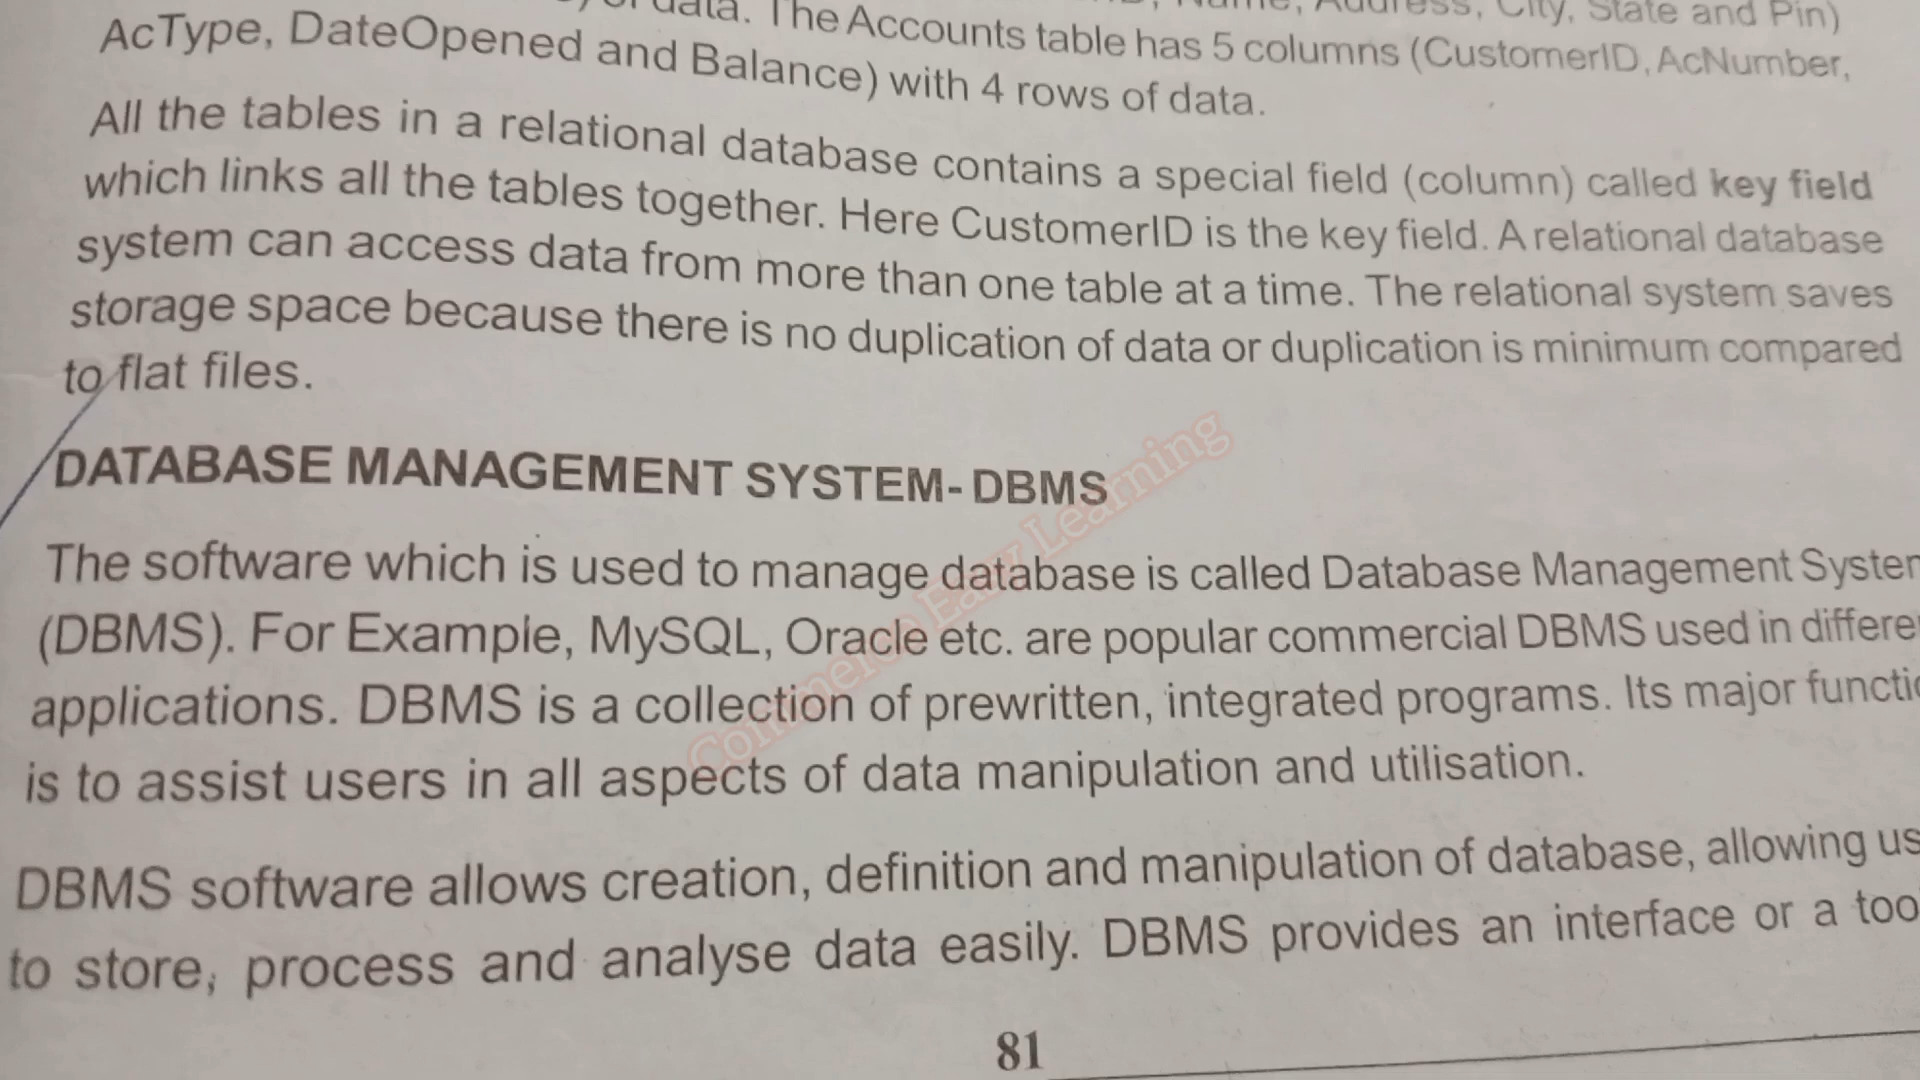 data. The Accounts table has 5 columns (CustomerID, AcNumber,
Address, City, State and Pin)
AcType, DateOpened and Balance) with 4 rows of data.
All the tables in a relational database contains a special field (column) called key field
which links all the tables together. Here CustomerID is the key field. A relational database
system can access data from more than one table at a time. The relational system saves
storage space because there is no duplication of data or duplication is minimum compared
to flat files.
DATABASE MANAGEMENT SYSTEM- DBMS
The software which is used to manage database is called Database Management System
(DBMS). For Example, MySQL, Oracle etc. are popular commercial DBMS used in differe
applications. DBMS is a collection of prewritten, integrated programs. Its major functio
is to assist users in all aspects of data manipulation and utilisation.
DBMS software allows creation, definition and manipulation of database, allowing us
to store, process and analyse data easily. DBMS provides an interface or a too
81
Commerce Easy Learning